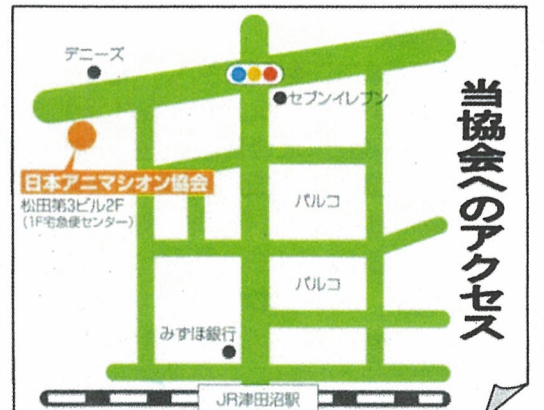 当協会へのアクセス
デニーズ
セブンイレブン
日本アニマシオン協会
松田第3ビル2F
(1F宅急便センター)
パルコ
パルコ
みずほ銀行
JR津田沼駅